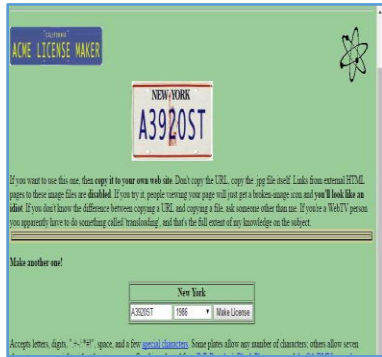 CALIFORNIA
ACME LICENSE MAKER
NEW YORK
A3920ST
If you want to use this one, then copy it to your own web site. Don't copy the URL, copy the .jpg file itself. Links from external HTML
pages to these image files are disabled. If you try it, people viewing your page will just get a broken-image icon and you'll look like an
idiot. If you don't know the difference between copying a URL and copying a file, ask someone other than me. If you're a WebTV person
you apparently have to do something called 'transloading', and that's the full extent of my knowledge on the subject.
Make another one!
New York
A3920ST 1986 Make License
Accepts letters, digits, space, and a few special characters. Some plates allow any number of characters; others allow seven